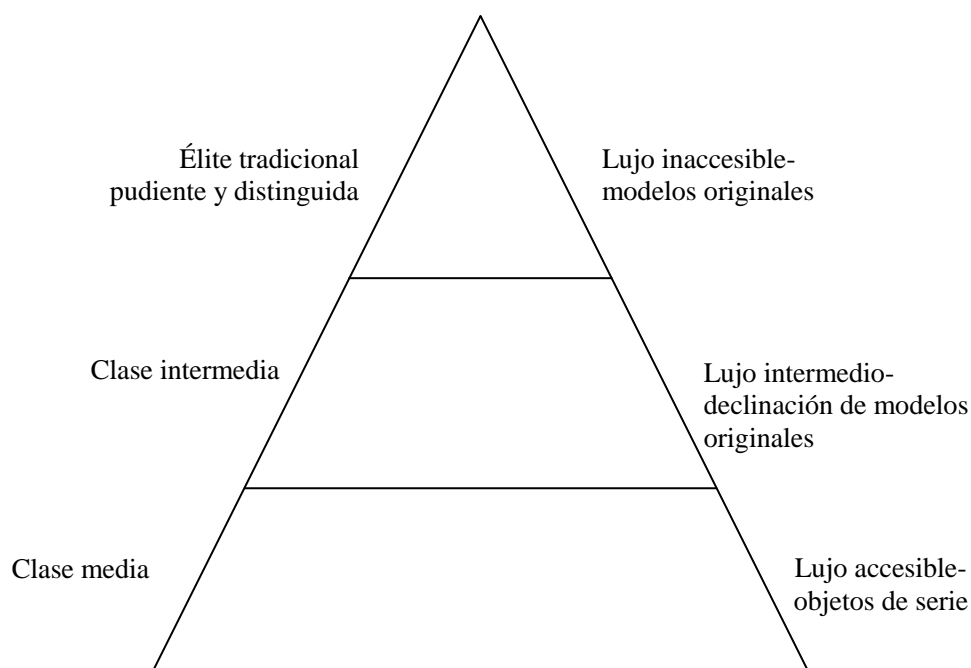 Élite tradicional
pudiente y distinguida
Lujo inaccesible-
modelos originales
Clase intermedia
Lujo intermedio-
declinación de modelos
originales
Clase media
Lujo accesible-
objetos de serie